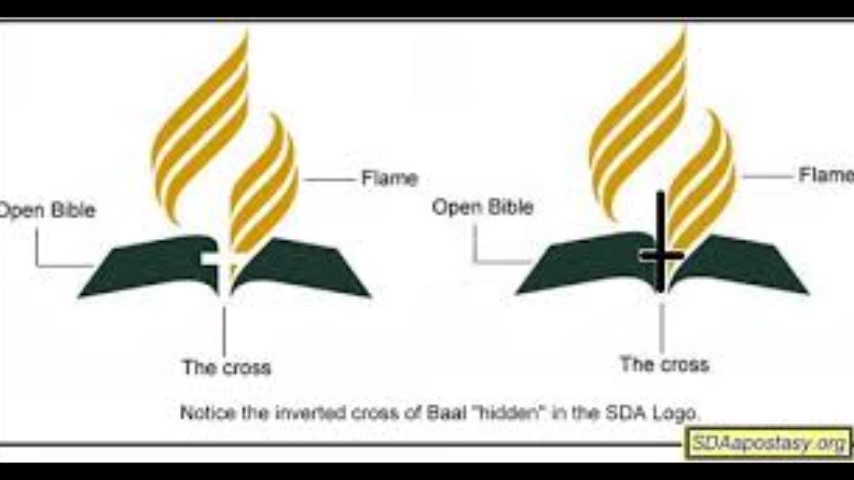 Flame
Open Bible
The cross
Flame
Open Bible
The cross
Notice the inverted cross of Baal "hidden" in the SDA Logo.
SDAapostasy.org